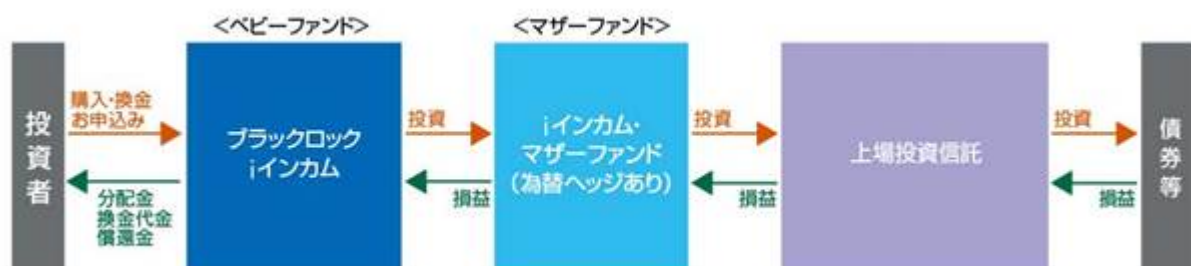 <ベビーファンド>
<マザーファンド>
投資者
購入・換金
お申込み
分配金
換金代金
償還金
ブラックロック
iインカム
投資
損益
iインカム・
マザーファンド
(為替ヘッジあり)
投資
損益
上場投資信託
投資
損益
債券等